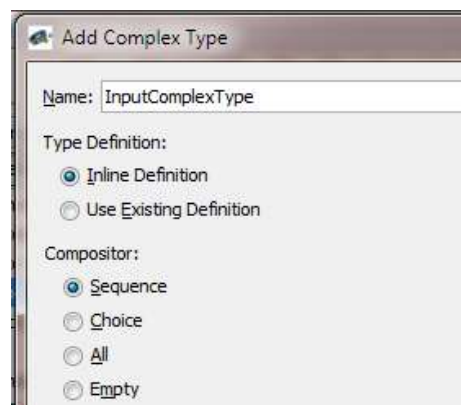 Add Complex Type
Name: InputComplexType
Type Definition:
Inline Definition
Use Existing Definition
Compositor:
Sequence
Choice
All
Empty